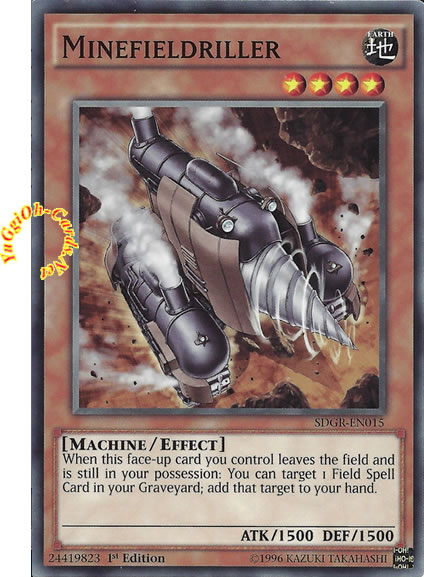 MINEFIELDRILLER
EARTH
地
YuGgiOh-Cards.Net
SDGR-EN015
[MACHINE / EFFECT]
When this face-up card you control leaves the field and
is still in your possession: You can target 1 Field Spell
Card in your Graveyard; add that target to your hand.
ATK/1500 DEF/1500
24419823 1st Edition ©1996 KAZUKI TAKAHASHI